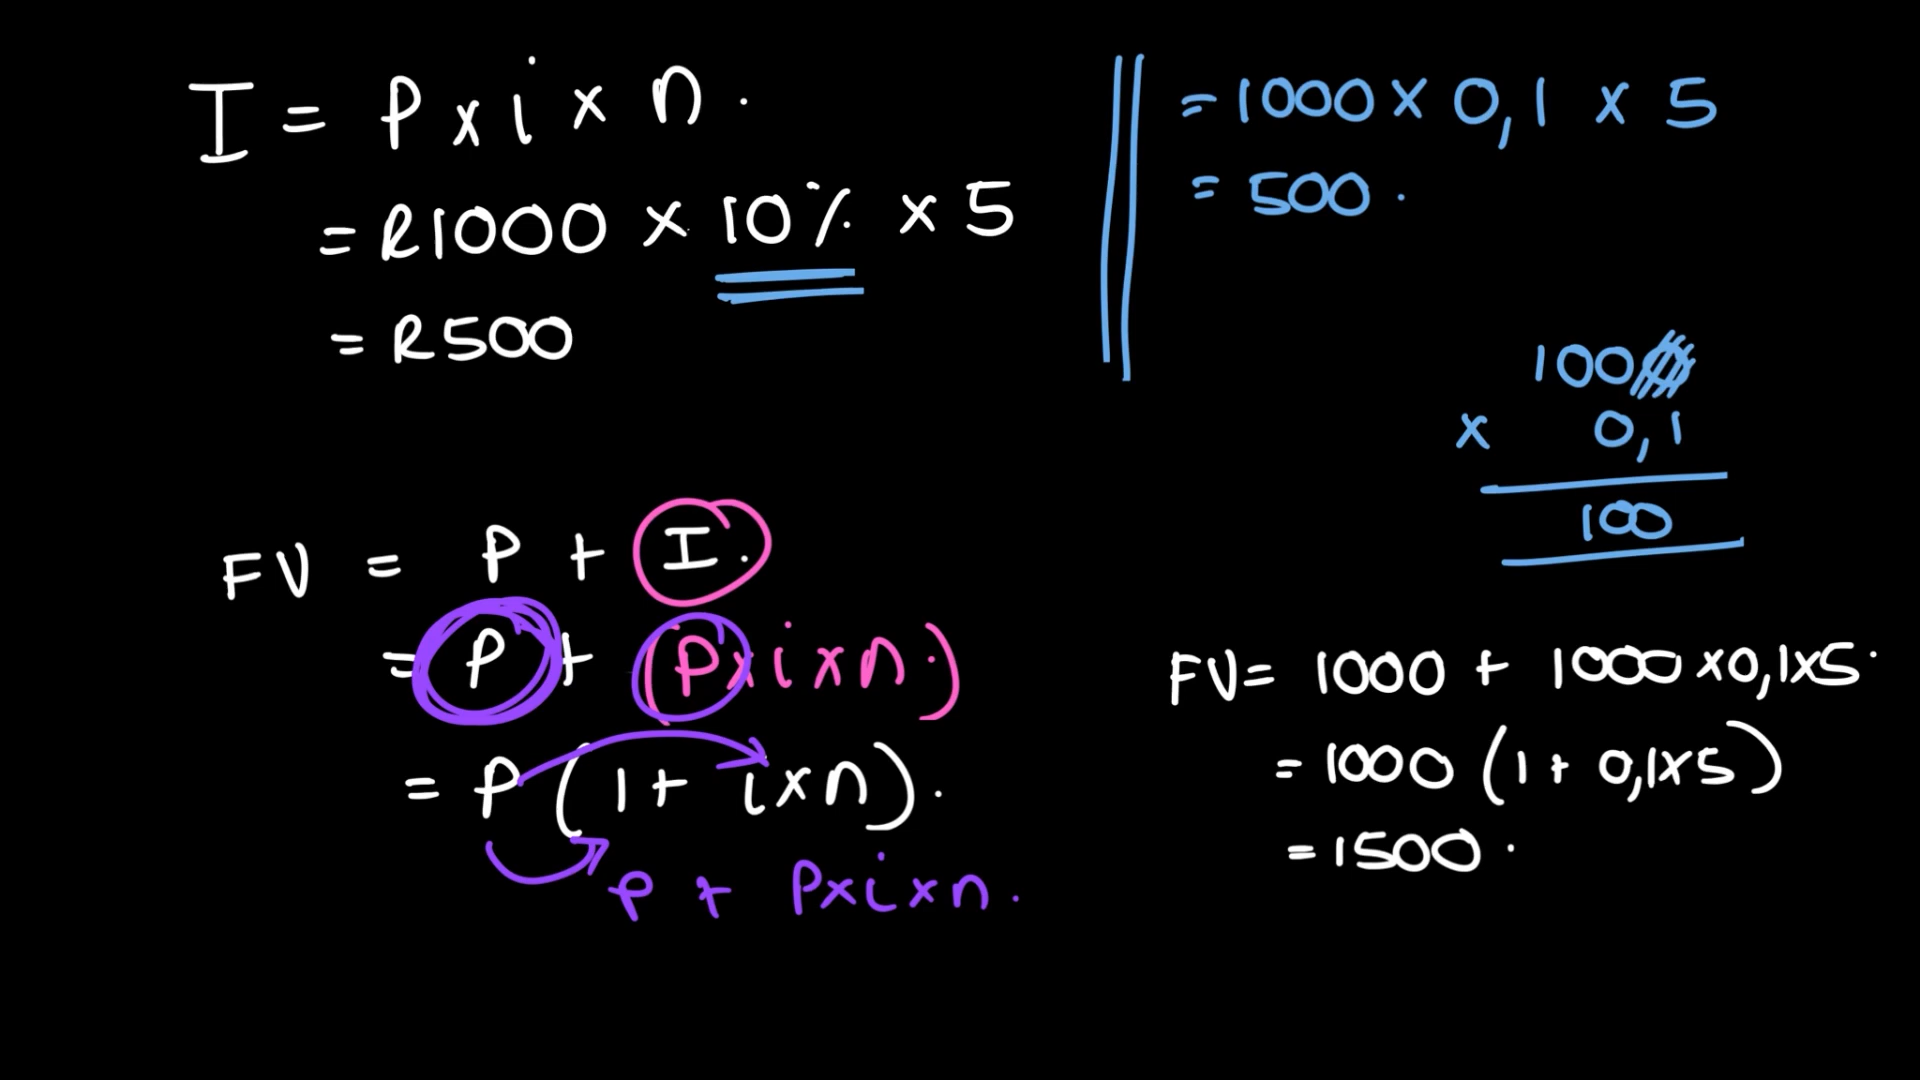 I = P x i x n.
= R1000 x 10% x 5
= R500
= 1000 x 0,1 x 5
= 500.
1000
x 0,1
100
FV = P + I.
= P + (P x i x n.)
= P (1 + i x n).
P + P x i x n.
FV = 1000 + 1000 x 0,1 x 5.
= 1000 (1 + 0,1 x 5)
= 1500.